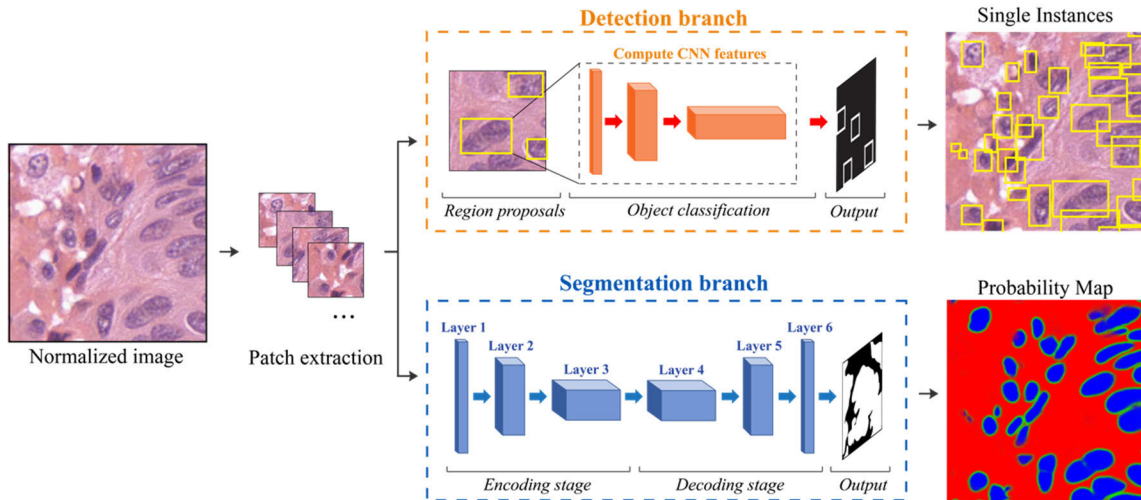 Normalized image
Patch extraction
...
Detection branch
Compute CNN features
Region proposals
Object classification
Output
Single Instances
Segmentation branch
Layer 1
Layer 2
Layer 3
Layer 4
Layer 5
Layer 6
Encoding stage
Decoding stage
Output
Probability Map